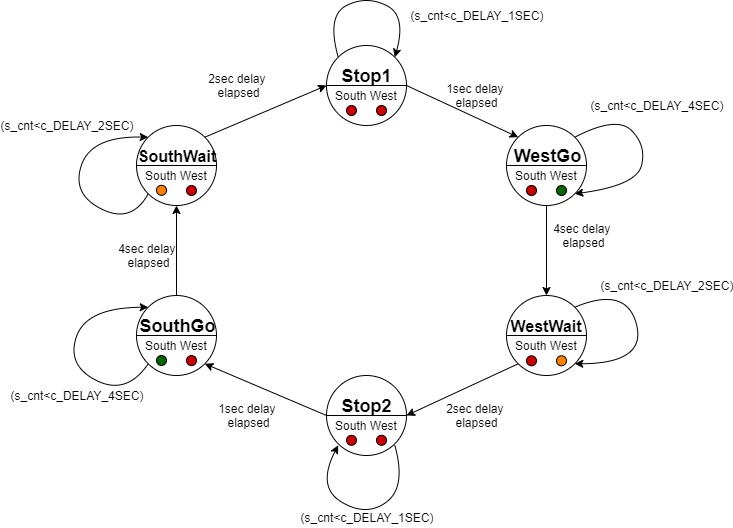 (s_cnt<c_DELAY_1SEC)
Stop1
South West
2sec delay
elapsed
1sec delay
elapsed
(s_cnt<c_DELAY_4SEC)
(s_cnt<c_DELAY_2SEC)
SouthWait
South West
WestGo
South West
4sec delay
elapsed
4sec delay
elapsed
(s_cnt<c_DELAY_2SEC)
SouthGo
South West
WestWait
South West
(s_cnt<c_DELAY_4SEC)
1sec delay
elapsed
Stop2
South West
2sec delay
elapsed
(s_cnt<c_DELAY_1SEC)